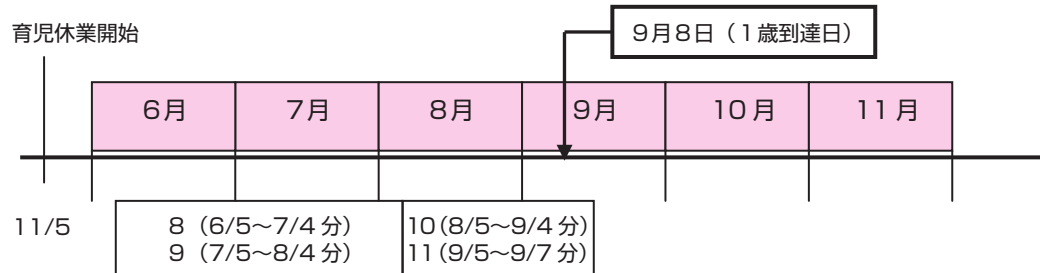 育児休業開始
9月8日（1歳到達日）
6月
7月
8月
9月
10月
11月
11/5
8（6/5～7/4分）
9（7/5～8/4分）
10（8/5～9/4分）
11（9/5～9/7分）